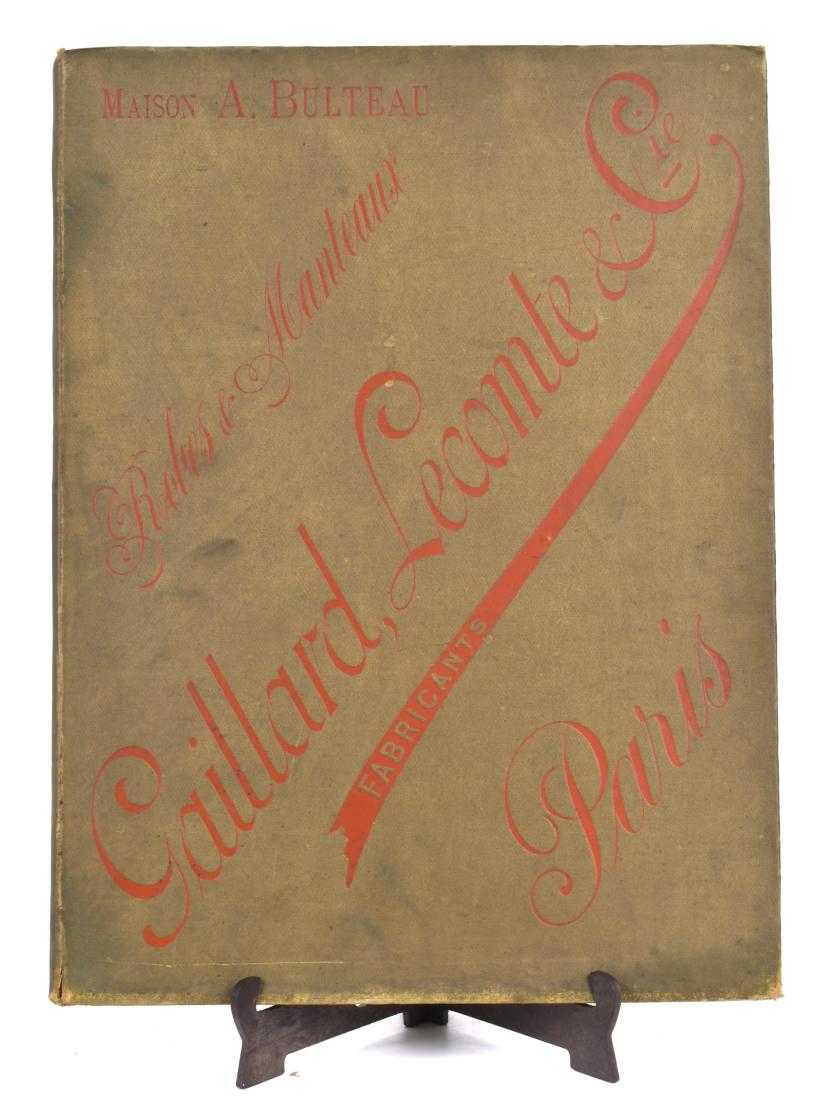 MAISON A. BULTEAU
Robes & Manteaux
Gaillard, Lecomte & Cie
FABRICANTS
Paris